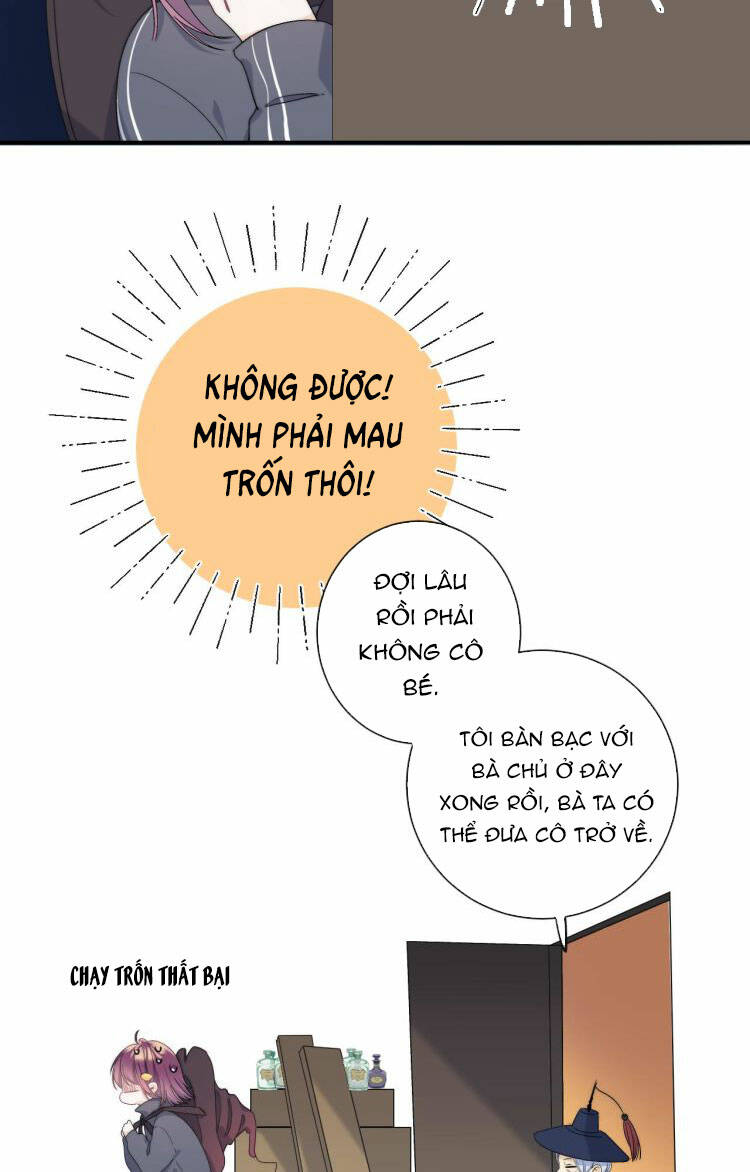 KHÔNG ĐƯỢC!
MÌNH PHẢI MAU
TRỐN THÔI!
ĐỢI LÂU
RỒI PHẢI
KHÔNG CÔ
BÉ.
TÔI BÀN BẠC VỚI
BÀ CHỦ Ở ĐÂY
XONG RỒI, BÀ TA CÓ
THỂ ĐƯA CÔ TRỞ VỀ.
CHẠY TRỐN THẤT BẠI